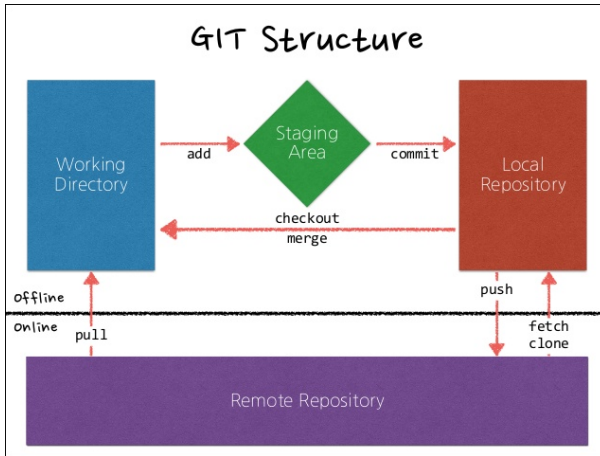 GIT Structure
Working
Directory
add
Staging
Area
commit
Local
Repository
checkout
merge
Offline
Online
pull
push
fetch
clone
Remote Repository